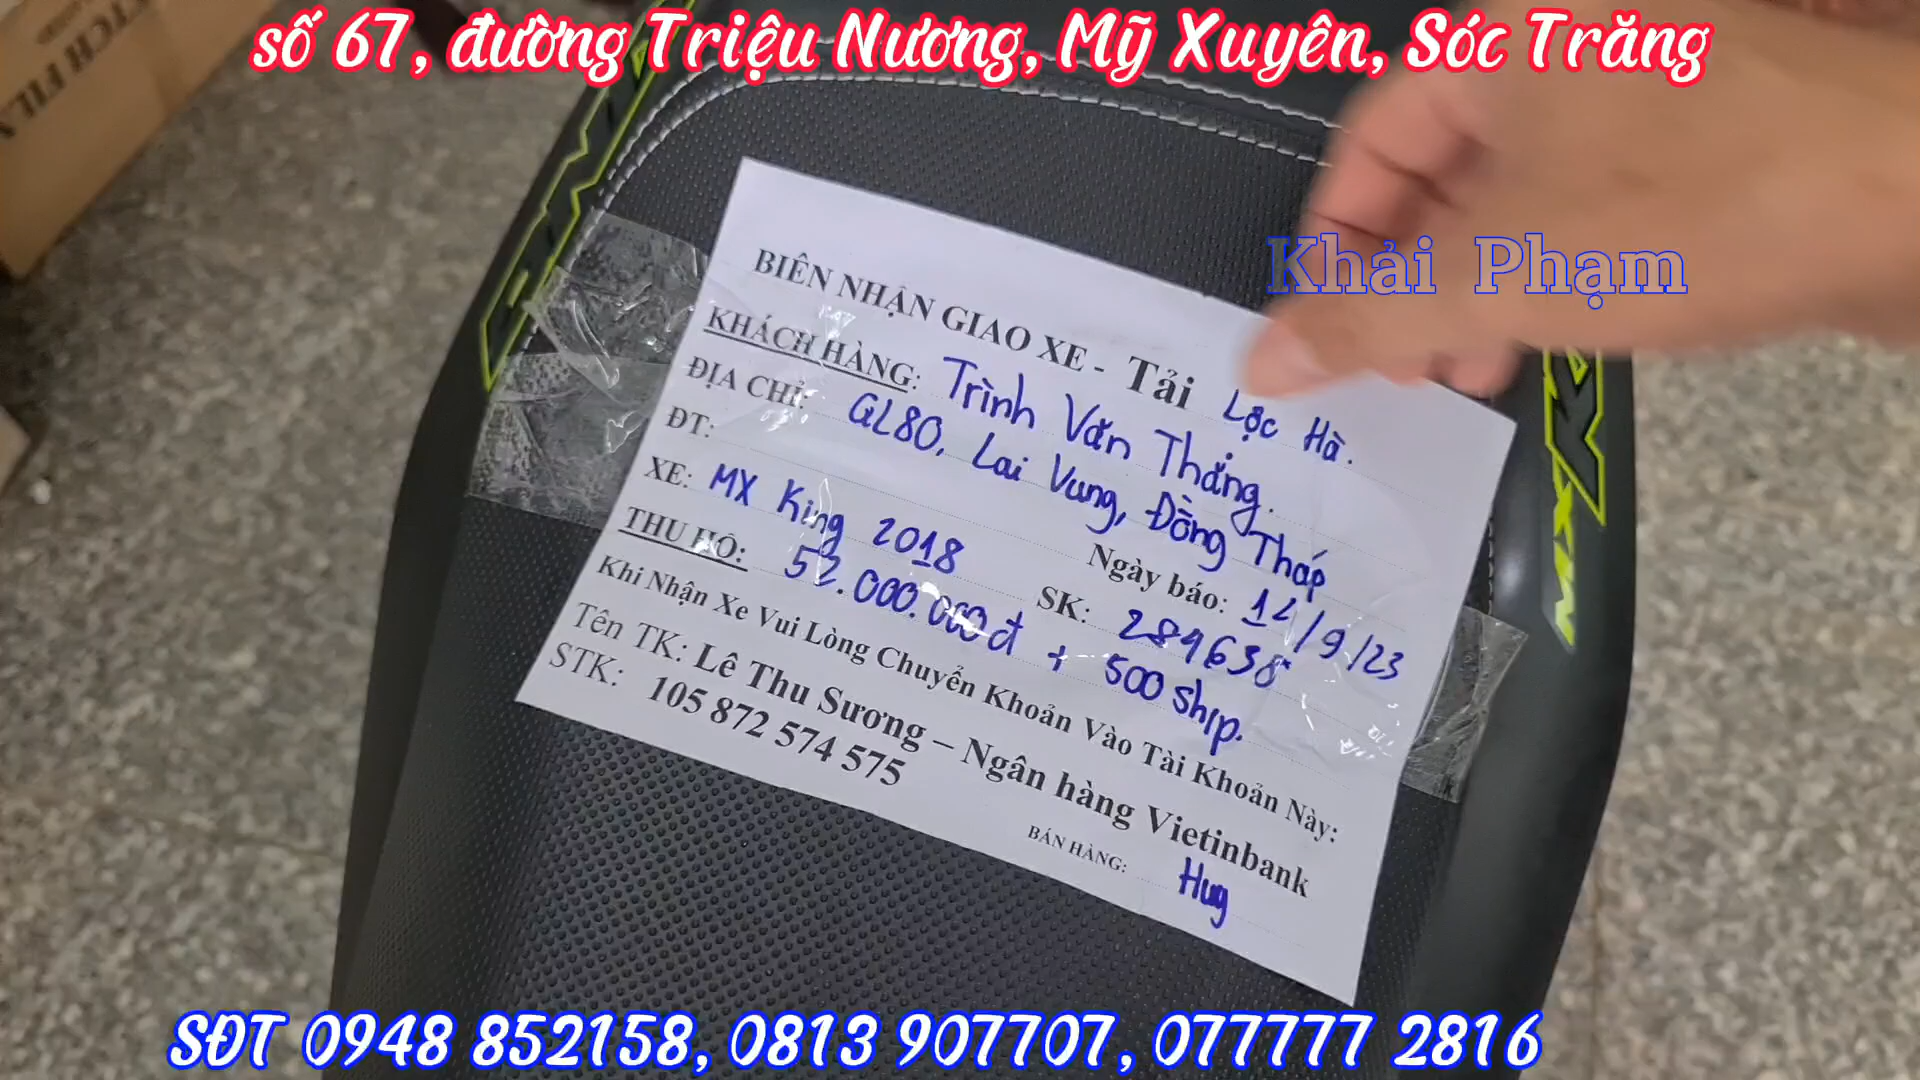 số 67, đường Triệu Nương, Mỹ Xuyên, Sóc Trăng
Khải Phạm
BIÊN NHẬN GIAO XE - Tải Lộc Hà.
KHÁCH HÀNG: Trình Văn Thắng.
ĐỊA CHỈ: QL80, Lai Vung, Đồng Tháp
ĐT: Ngày báo: 12/9/23
XE: MX King 2018 SK: 289638
THU HỘ: 52.000.000đ + 500 ship.
Khi Nhận Xe Vui Lòng Chuyển Khoản Vào Tài Khoản Này:
Tên TK: Lê Thu Sương – Ngân hàng Vietinbank
STK: 105 872 574 575
BÁN HÀNG:
SĐT 0948 852158, 0813 907707, 077777 2816